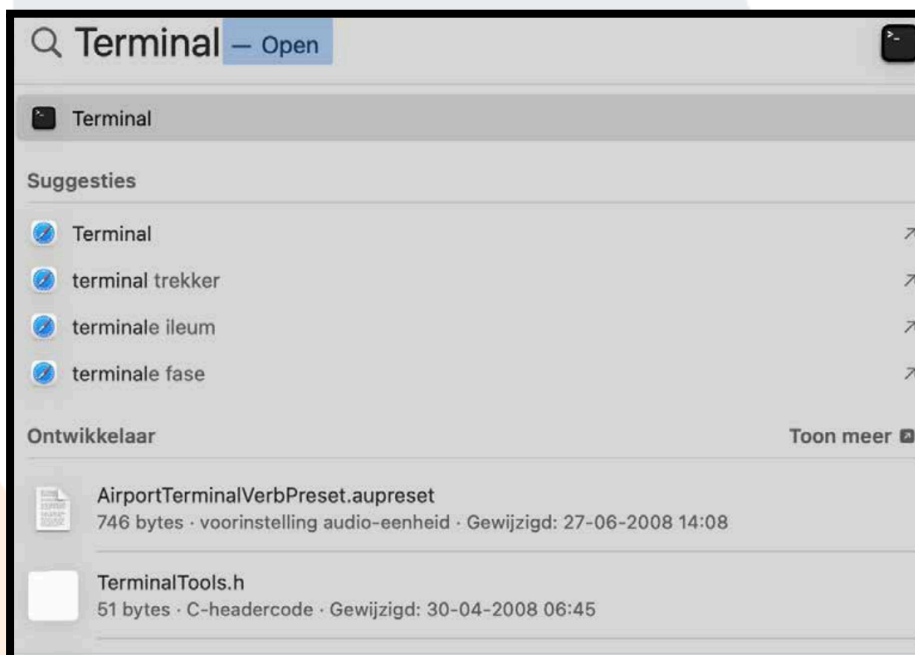 Terminal — Open
Terminal
Suggesties
Terminal
terminal trekker
terminale ileum
terminale fase
Ontwikkelaar Toon meer
AirportTerminalVerbPreset.aupreset
746 bytes · voorinstelling audio-eenheid · Gewijzigd: 27-06-2008 14:08
TerminalTools.h
51 bytes · C-headercode · Gewijzigd: 30-04-2008 06:45